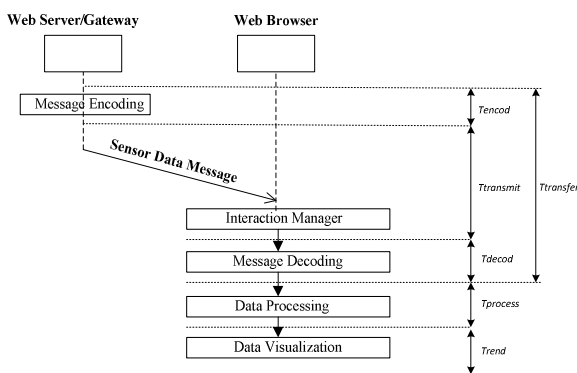 Web Server/Gateway
Web Browser
Message Encoding
Tencod
Sensor Data Message
Ttransmit
Ttransfer
Interaction Manager
Message Decoding
Tdecod
Data Processing
Tprocess
Data Visualization
Trend